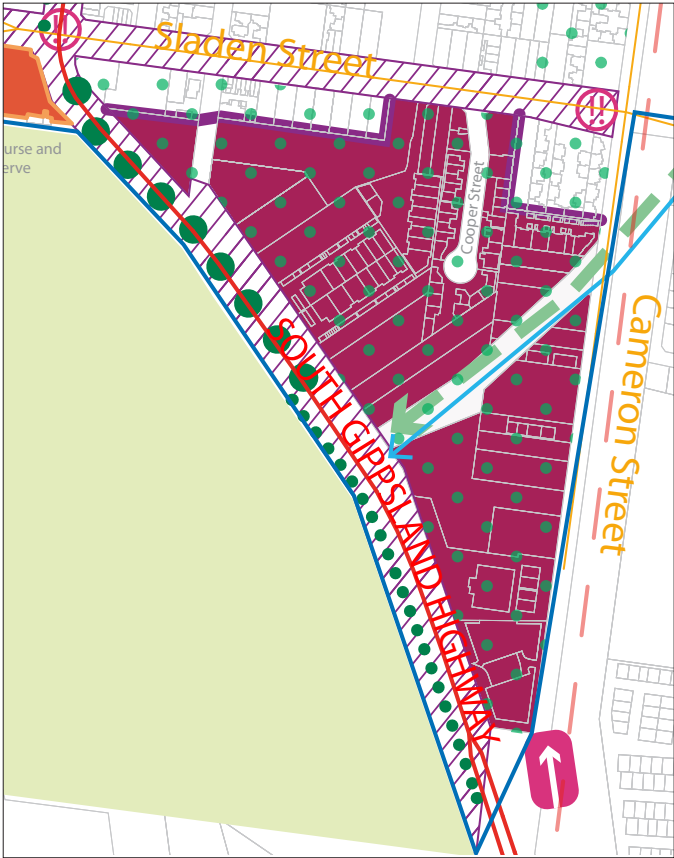 Sladen Street
!!
!!
urse and
erve
Cooper Street
SOUTH GIPPSLAND HIGHWAY
Cameron Street